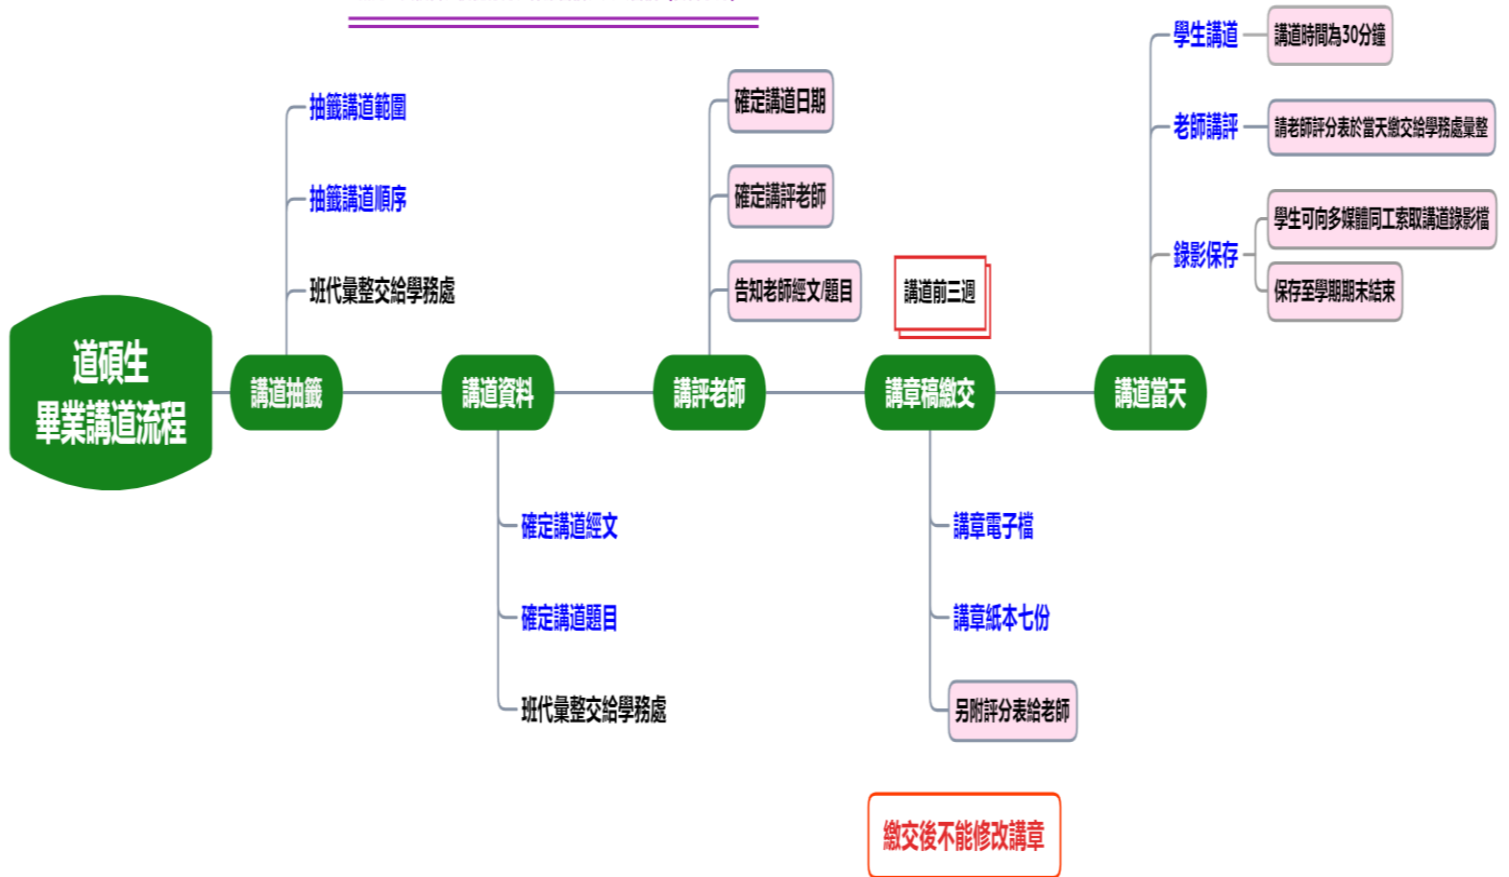 道碩生
畢業講道流程
講道抽籤
抽籤講道範圍
抽籤講道順序
班代彙整交給學務處
講道資料
確定講道經文
確定講道題目
班代彙整交給學務處
講評老師
確定講道日期
確定講評老師
告知老師經文/題目
講章稿繳交
講道前三週
講章電子檔
講章紙本七份
另附評分表給老師
繳交後不能修改講章
講道當天
學生講道
講道時間為30分鐘
老師講評
請老師評分表於當天繳交給學務處彙整
錄影保存
學生可向多媒體同工索取講道錄影檔
保存至學期期末結束